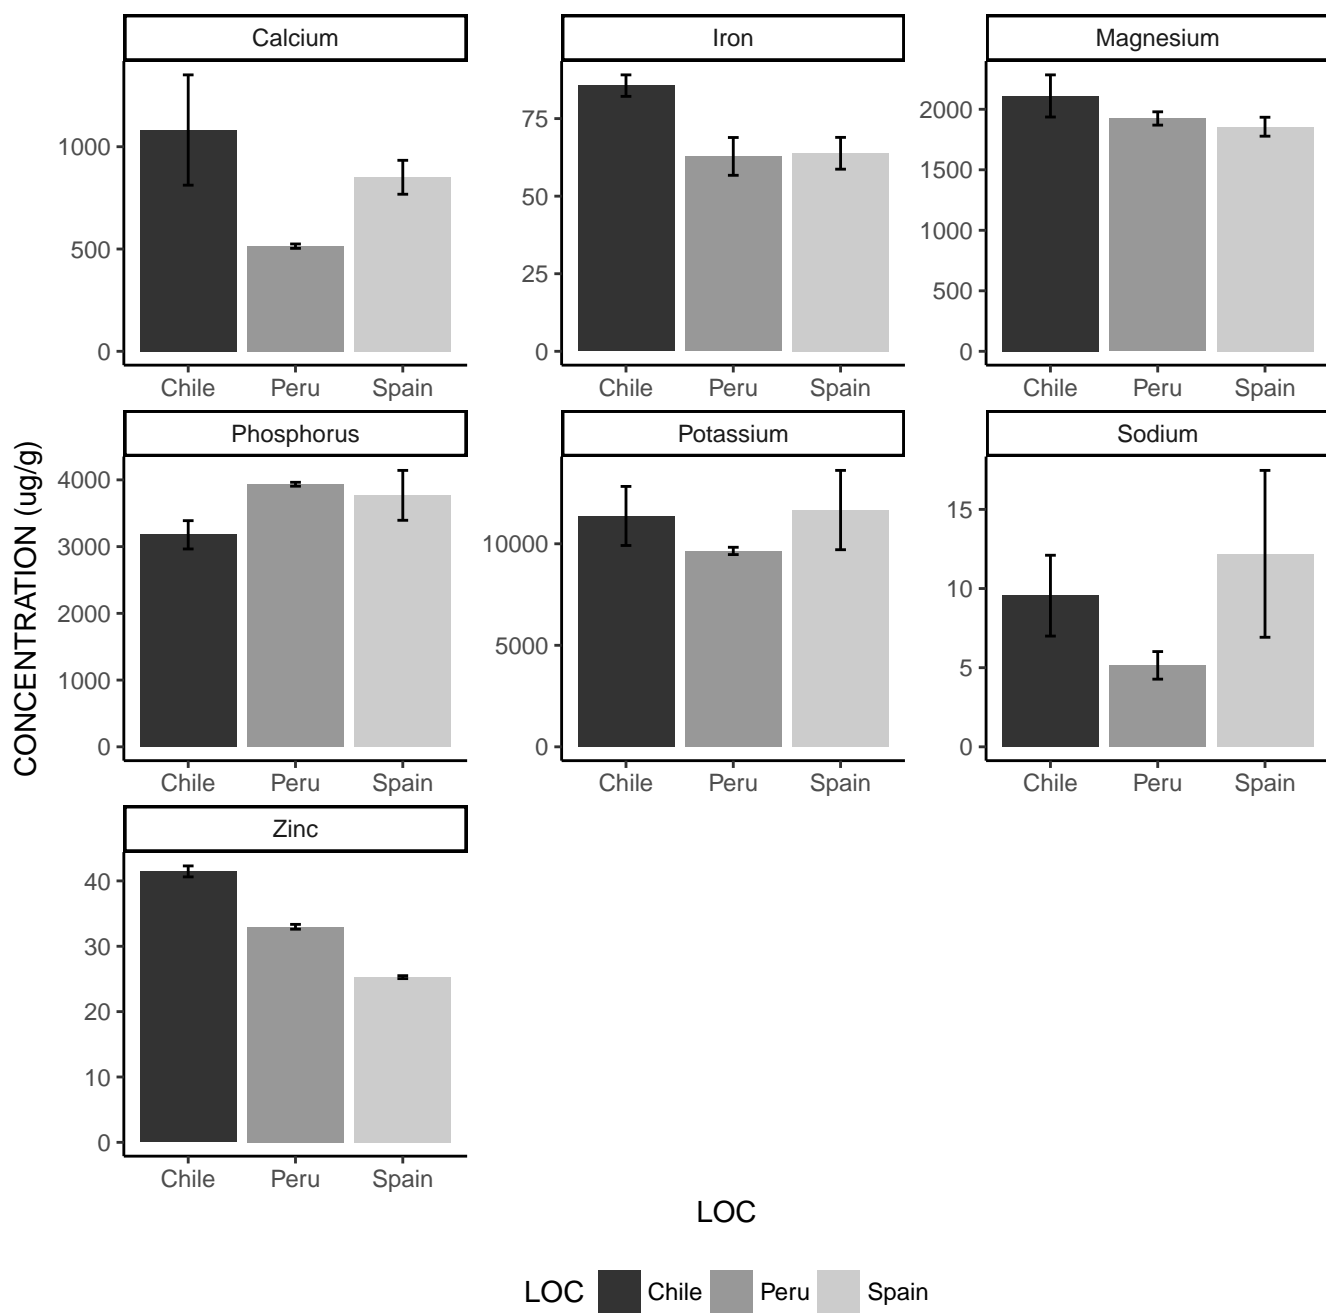 Calcium
Iron
Magnesium
1000
500
0
75
50
25
0
2000
1500
1000
500
0
Chile Peru Spain
Chile Peru Spain
Chile Peru Spain
CONCENTRATION (ug/g)
Phosphorus
Potassium
Sodium
4000
3000
2000
1000
0
10000
5000
0
15
10
5
0
Chile Peru Spain
Chile Peru Spain
Chile Peru Spain
Zinc
40
30
20
10
0
Chile Peru Spain
LOC
LOC Chile Peru Spain